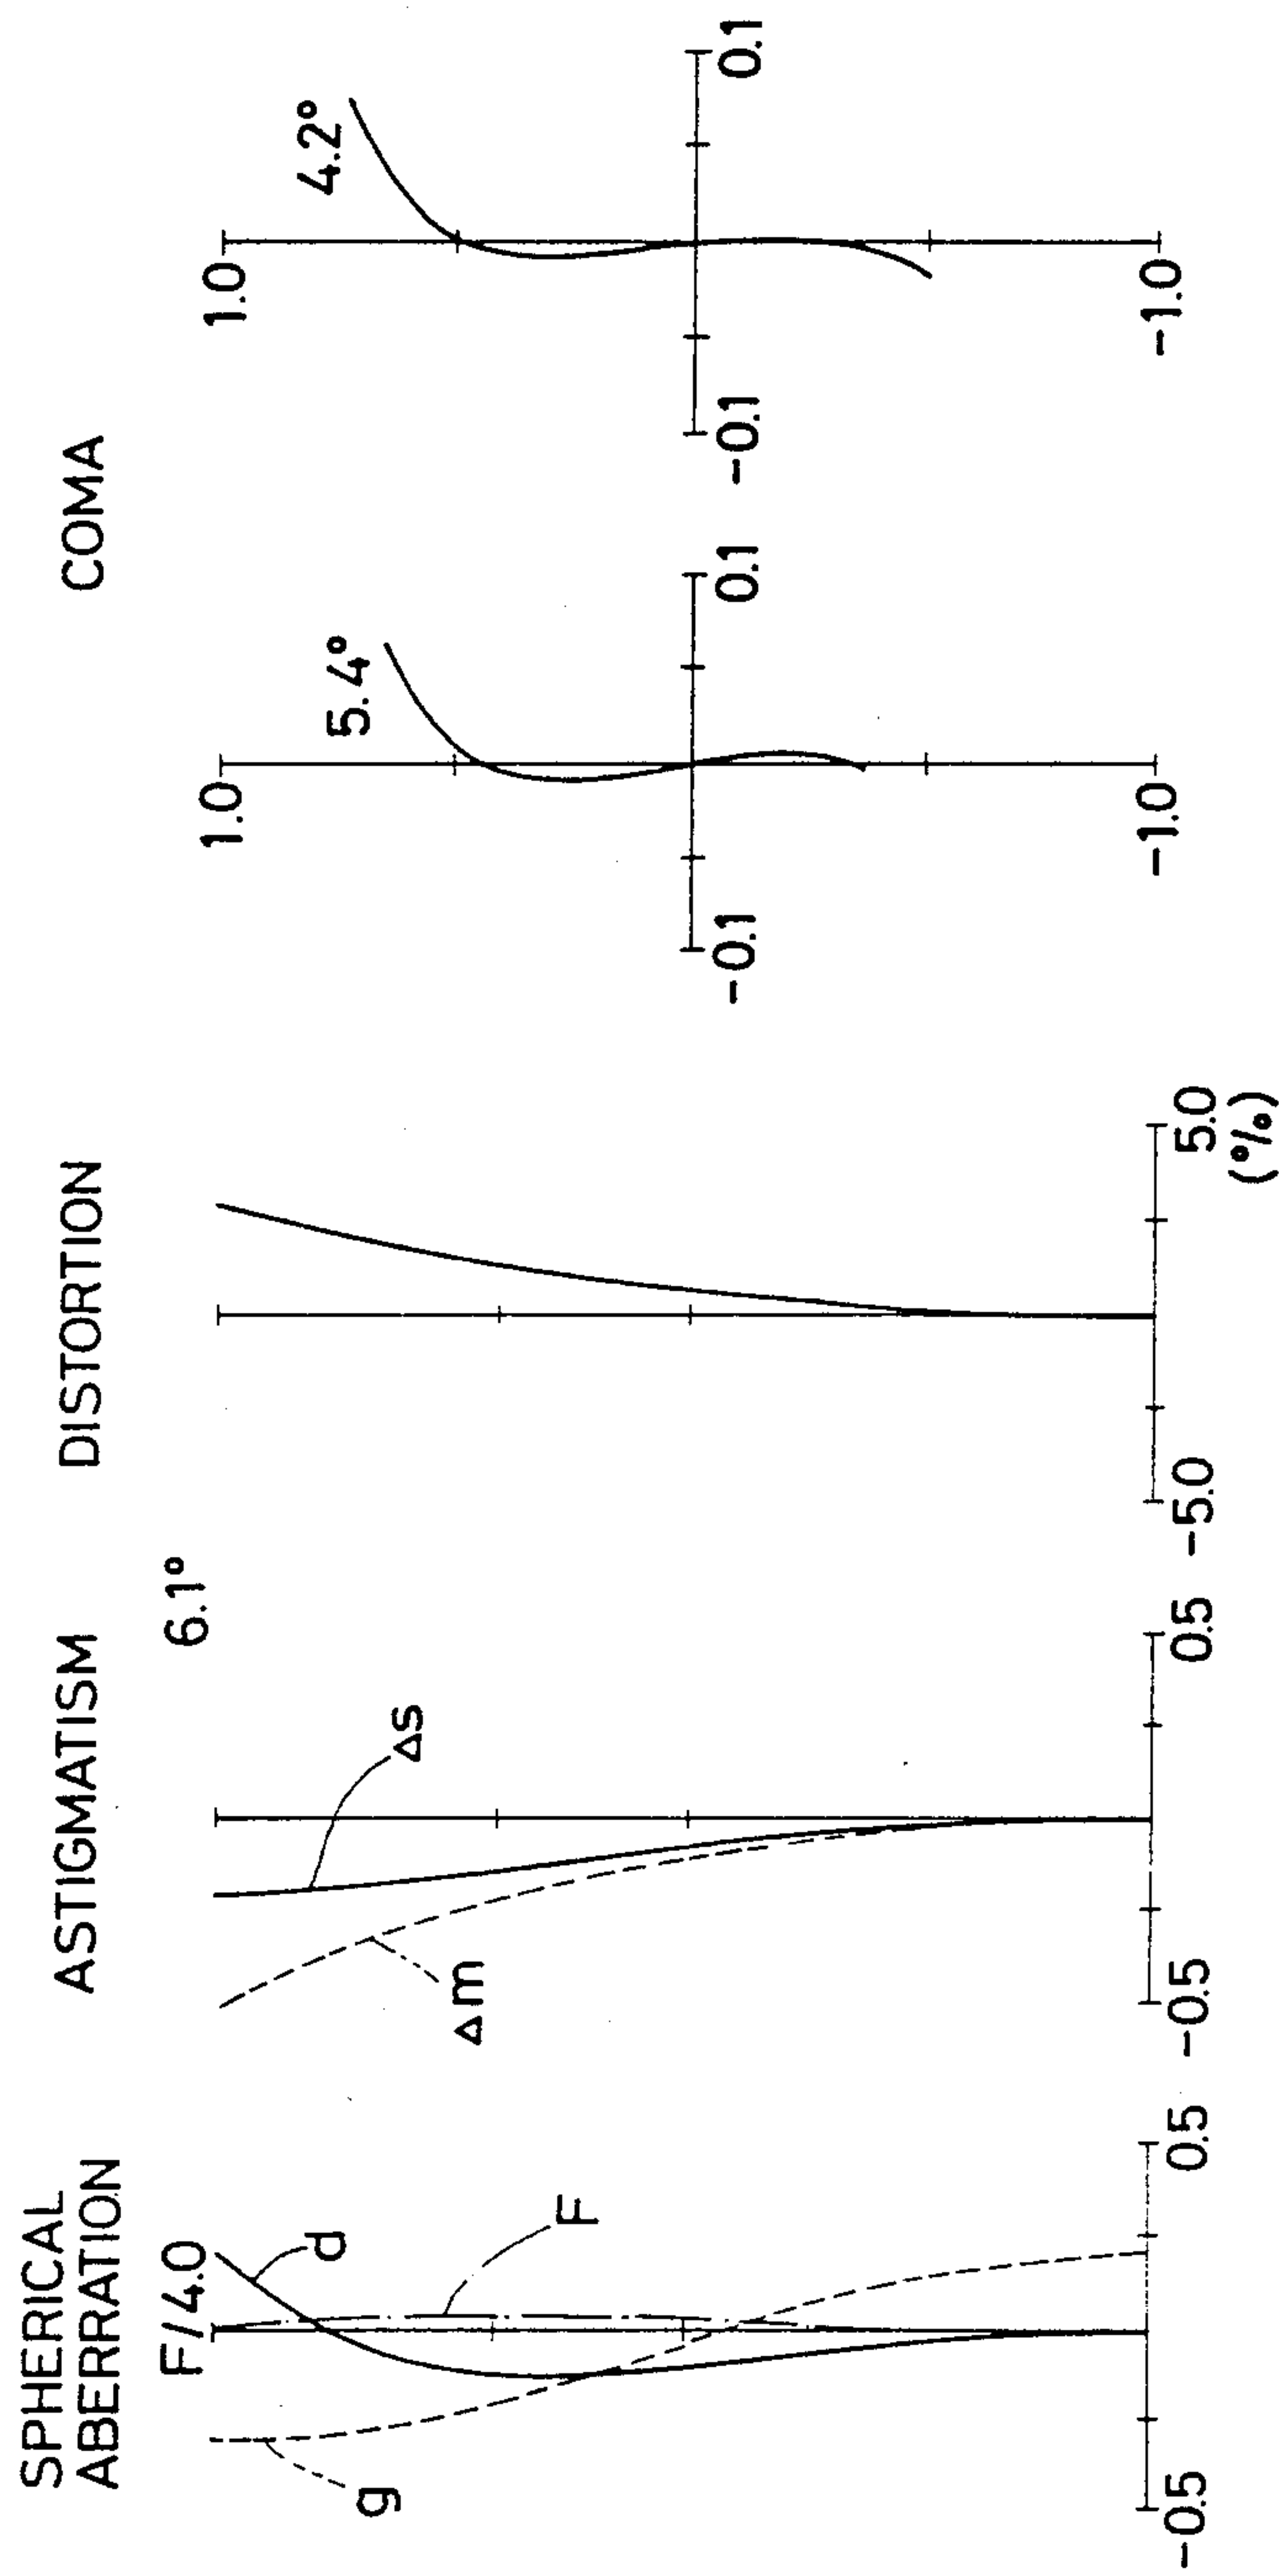 SPHERICAL
ABERRATION
F/4.0
d
F
g
-0.5
0.5
ASTIGMATISM
6.1°
Δs
Δm
-0.5
0.5
DISTORTION
-5.0
5.0
(%)
COMA
1.0
5.4°
-0.1
0.1
-1.0
1.0
4.2°
-0.1
0.1
-1.0